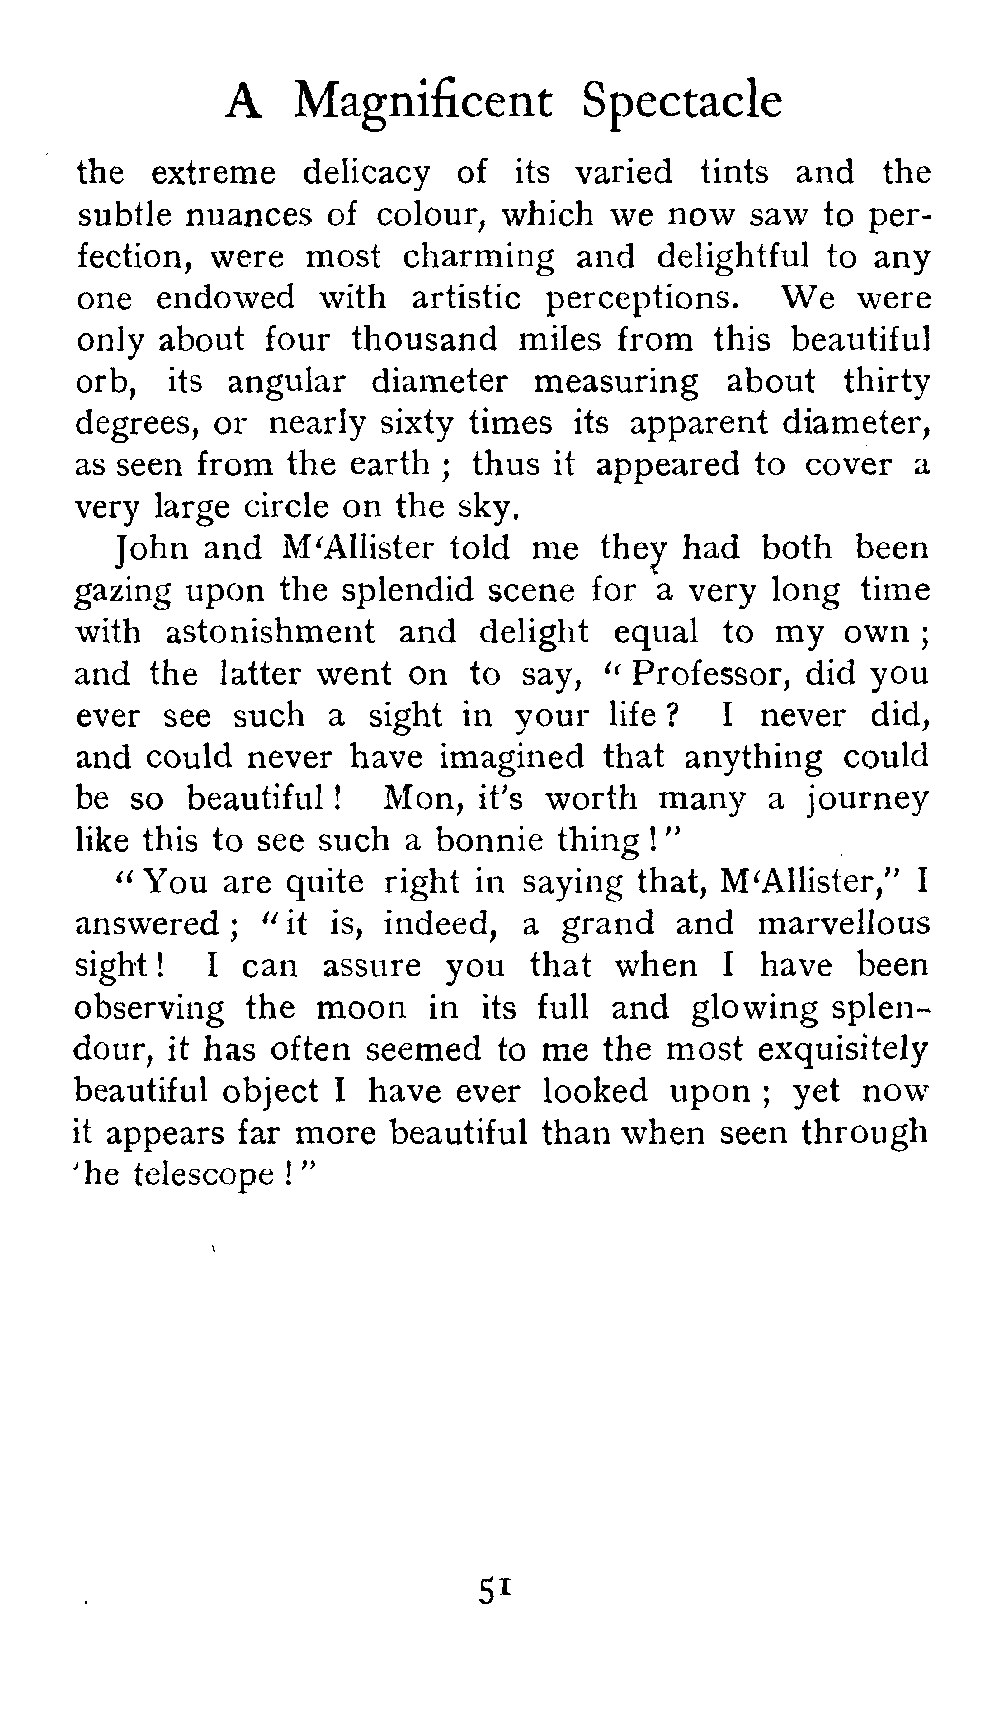 A Magnificent Spectacle
the extreme delicacy of its varied tints and the
subtle nuances of colour, which we now saw to per-
fection, were most charming and delightful to any
one endowed with artistic perceptions. We were
only about four thousand miles from this beautiful
orb, its angular diameter measuring about thirty
degrees, or nearly sixty times its apparent diameter,
as seen from the earth ; thus it appeared to cover a
very large circle on the sky.
John and M‘Allister told me they had both been
gazing upon the splendid scene for a very long time
with astonishment and delight equal to my own ;
and the latter went on to say, “ Professor, did you
ever see such a sight in your life ? I never did,
and could never have imagined that anything could
be so beautiful ! Mon, it’s worth many a journey
like this to see such a bonnie thing ! ”
“ You are quite right in saying that, M‘Allister,” I
answered ; “ it is, indeed, a grand and marvellous
sight ! I can assure you that when I have been
observing the moon in its full and glowing splen-
dour, it has often seemed to me the most exquisitely
beautiful object I have ever looked upon ; yet now
it appears far more beautiful than when seen through
'he telescope ! ”
51